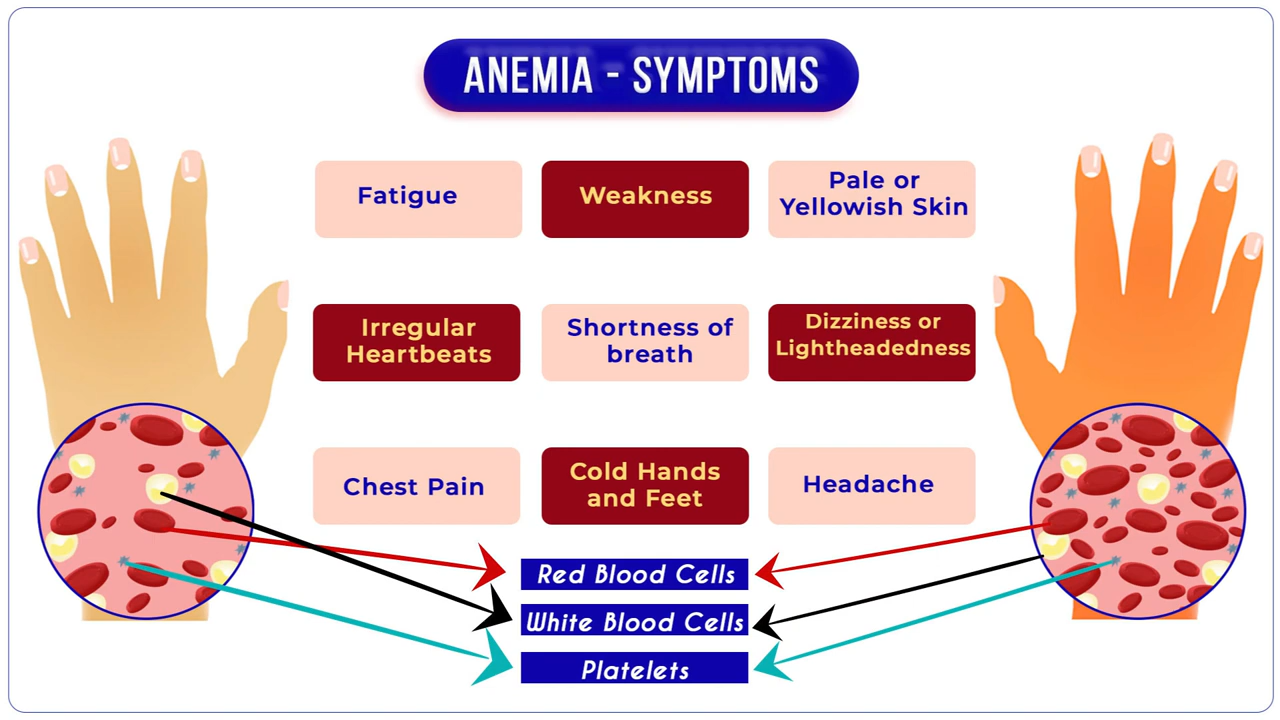 ANEMIA - SYMPTOMS
Fatigue
Weakness
Pale or
Yellowish Skin
Irregular
Heartbeats
Shortness of
breath
Dizziness or
Lightheadedness
Chest Pain
Cold Hands
and Feet
Headache
Red Blood Cells
White Blood Cells
Platelets